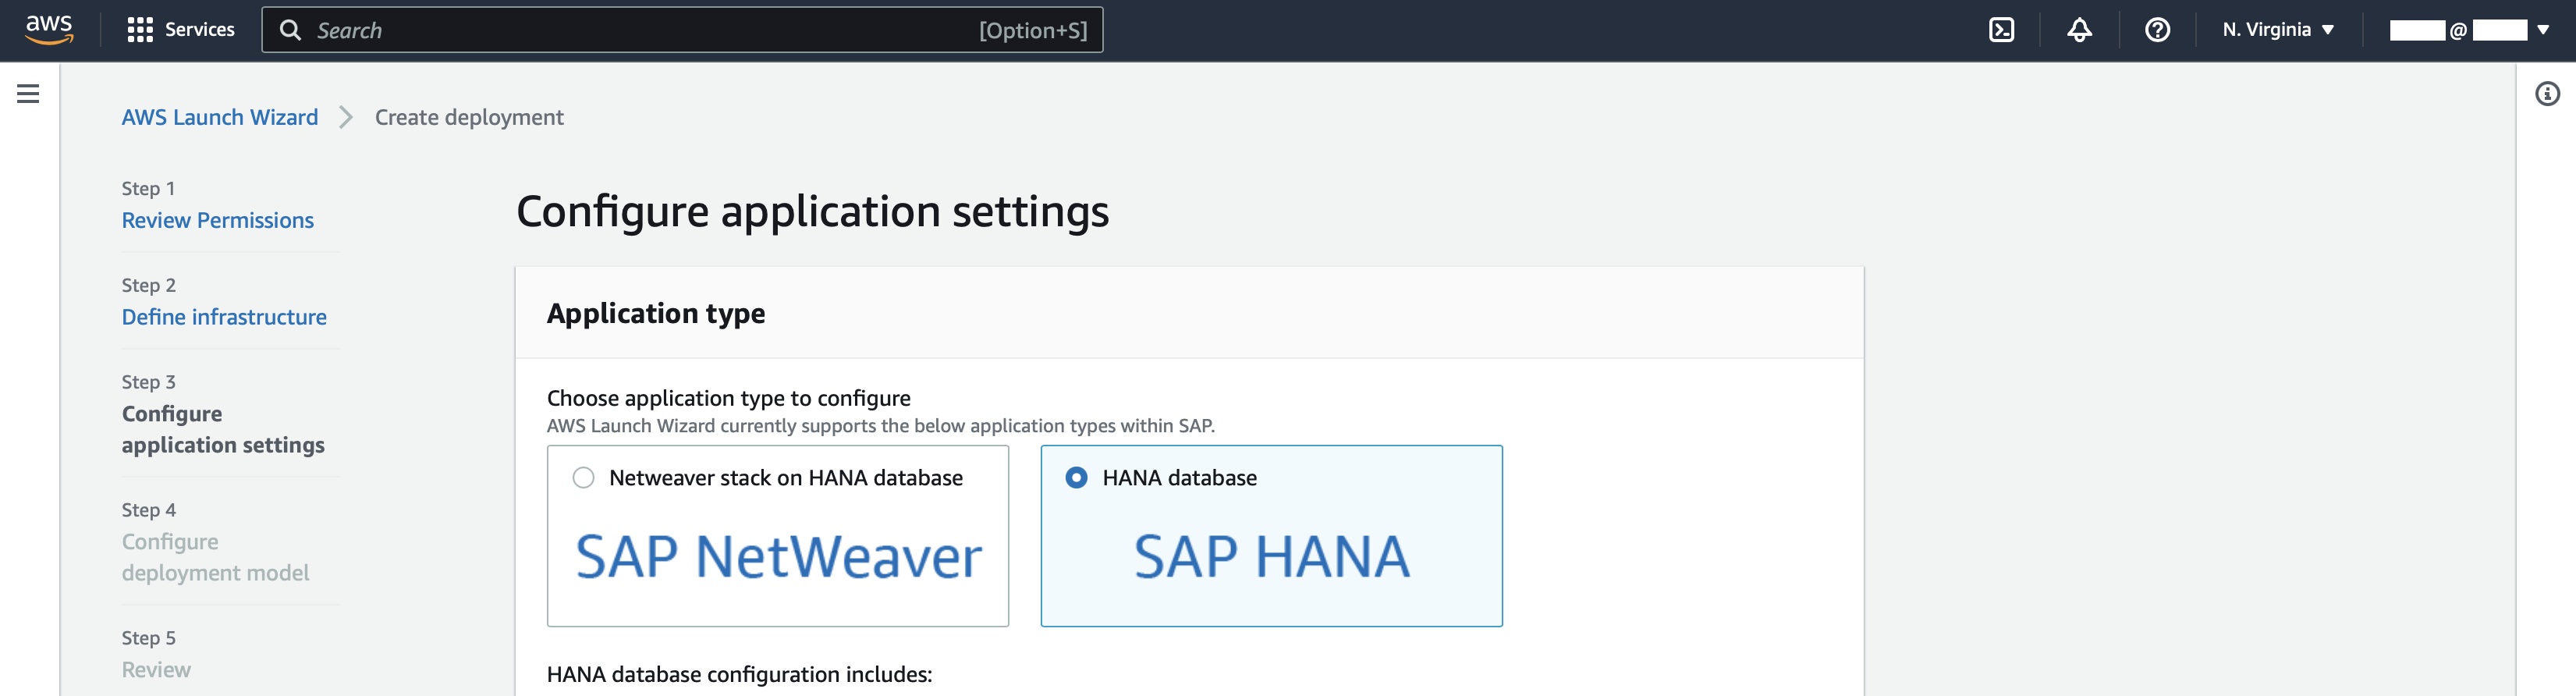 aws
Services
Search
[Option+S]
N. Virginia
@
AWS Launch Wizard
Create deployment
Step 1
Review Permissions
Step 2
Define infrastructure
Step 3
Configure
application settings
Step 4
Configure
deployment model
Step 5
Review
Configure application settings
Application type
Choose application type to configure
AWS Launch Wizard currently supports the below application types within SAP.
Netweaver stack on HANA database
SAP NetWeaver
HANA database
SAP HANA
HANA database configuration includes: